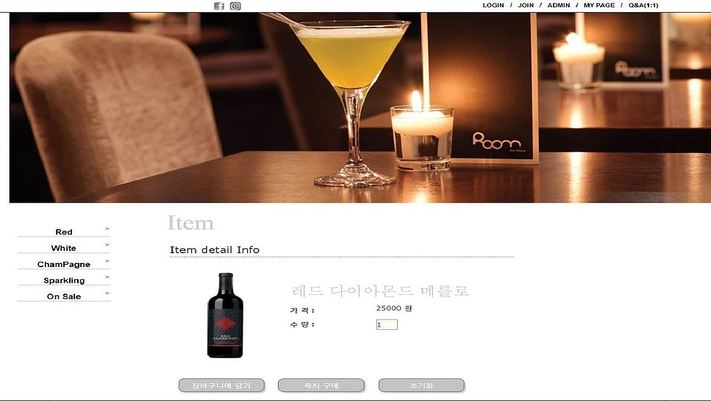 LOGIN / JOIN / ADMIN / MY PAGE / Q&A(1:1)
Room
Red
White
ChamPagne
Sparkling
On Sale
Item
Item detail Info
레드 다이아몬드 메를로
가 격 : 25000 원
수 량 : 1
RED
DIAMOND
장바구니에 담기 즉시 구매 초기화